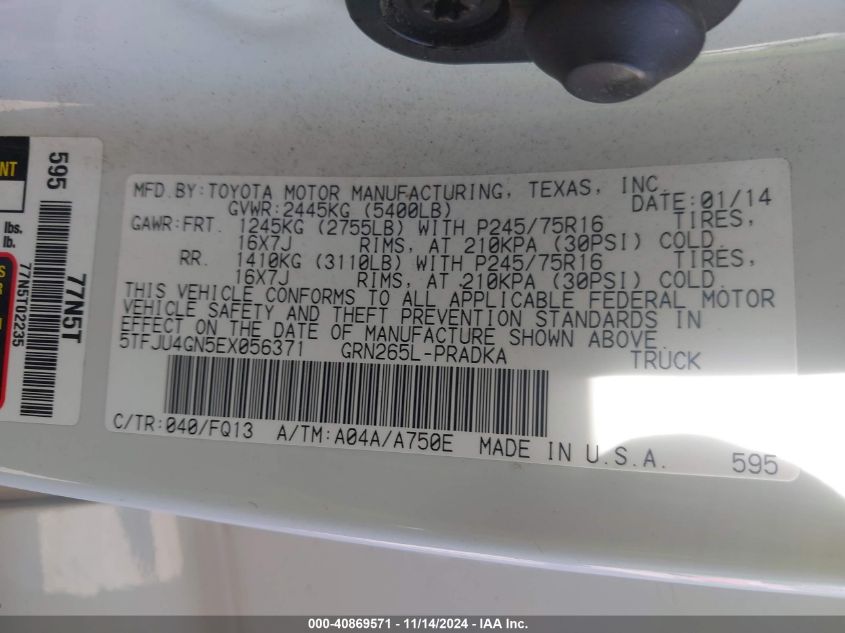 MFD.BY:TOYOTA MOTOR MANUFACTURING, TEXAS, INC.
DATE:01/14
GVWR:2445KG (5400LB)
GAWR:FRT. 1245KG (2755LB) WITH P245/75R16 TIRES,
16X7J RIMS, AT 210KPA (30PSI) COLD.
RR. 1410KG (3110LB) WITH P245/75R16 TIRES,
16X7J RIMS, AT 210KPA (30PSI) COLD.
THIS VEHICLE CONFORMS TO ALL APPLICABLE FEDERAL MOTOR
VEHICLE SAFETY AND THEFT PREVENTION STANDARDS IN
EFFECT ON THE DATE OF MANUFACTURE SHOWN ABOVE.
5TFJU4GN5EX056371 GRN265L-PRADKA TRUCK
C/TR:040/FQ13 A/TM:A04A/A750E MADE IN U.S.A.
595
595
77N5T
77N5T02235
lbs.
lb.
000-40869571 - 11/14/2024 - IAA Inc.